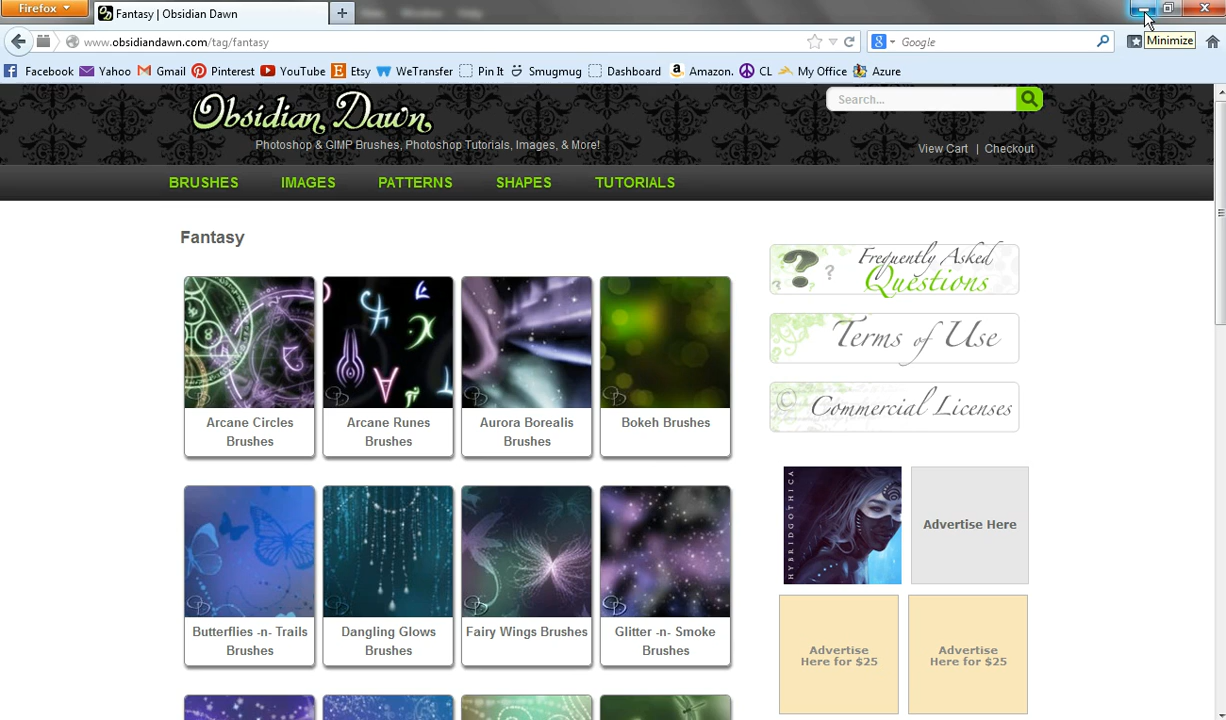 Firefox
Fantasy | Obsidian Dawn
www.obsidiandawn.com/tag/fantasy
Google
Minimize
Facebook Yahoo Gmail Pinterest YouTube Etsy WeTransfer Pin It Smugmug Dashboard Amazon. CL My Office Azure
Obsidian Dawn
Photoshop & GIMP Brushes, Photoshop Tutorials, Images, & More!
Search...
View Cart | Checkout
BRUSHES IMAGES PATTERNS SHAPES TUTORIALS
Fantasy
Arcane Circles
Brushes
Arcane Runes
Brushes
Aurora Borealis
Brushes
Bokeh Brushes
Butterflies -n- Trails
Brushes
Dangling Glows
Brushes
Fairy Wings Brushes
Glitter -n- Smoke
Brushes
Frequently Asked
Questions
Terms of Use
© Commercial Licenses
HYBRIDGOTHICA
Advertise Here
Advertise
Here for $25
Advertise
Here for $25